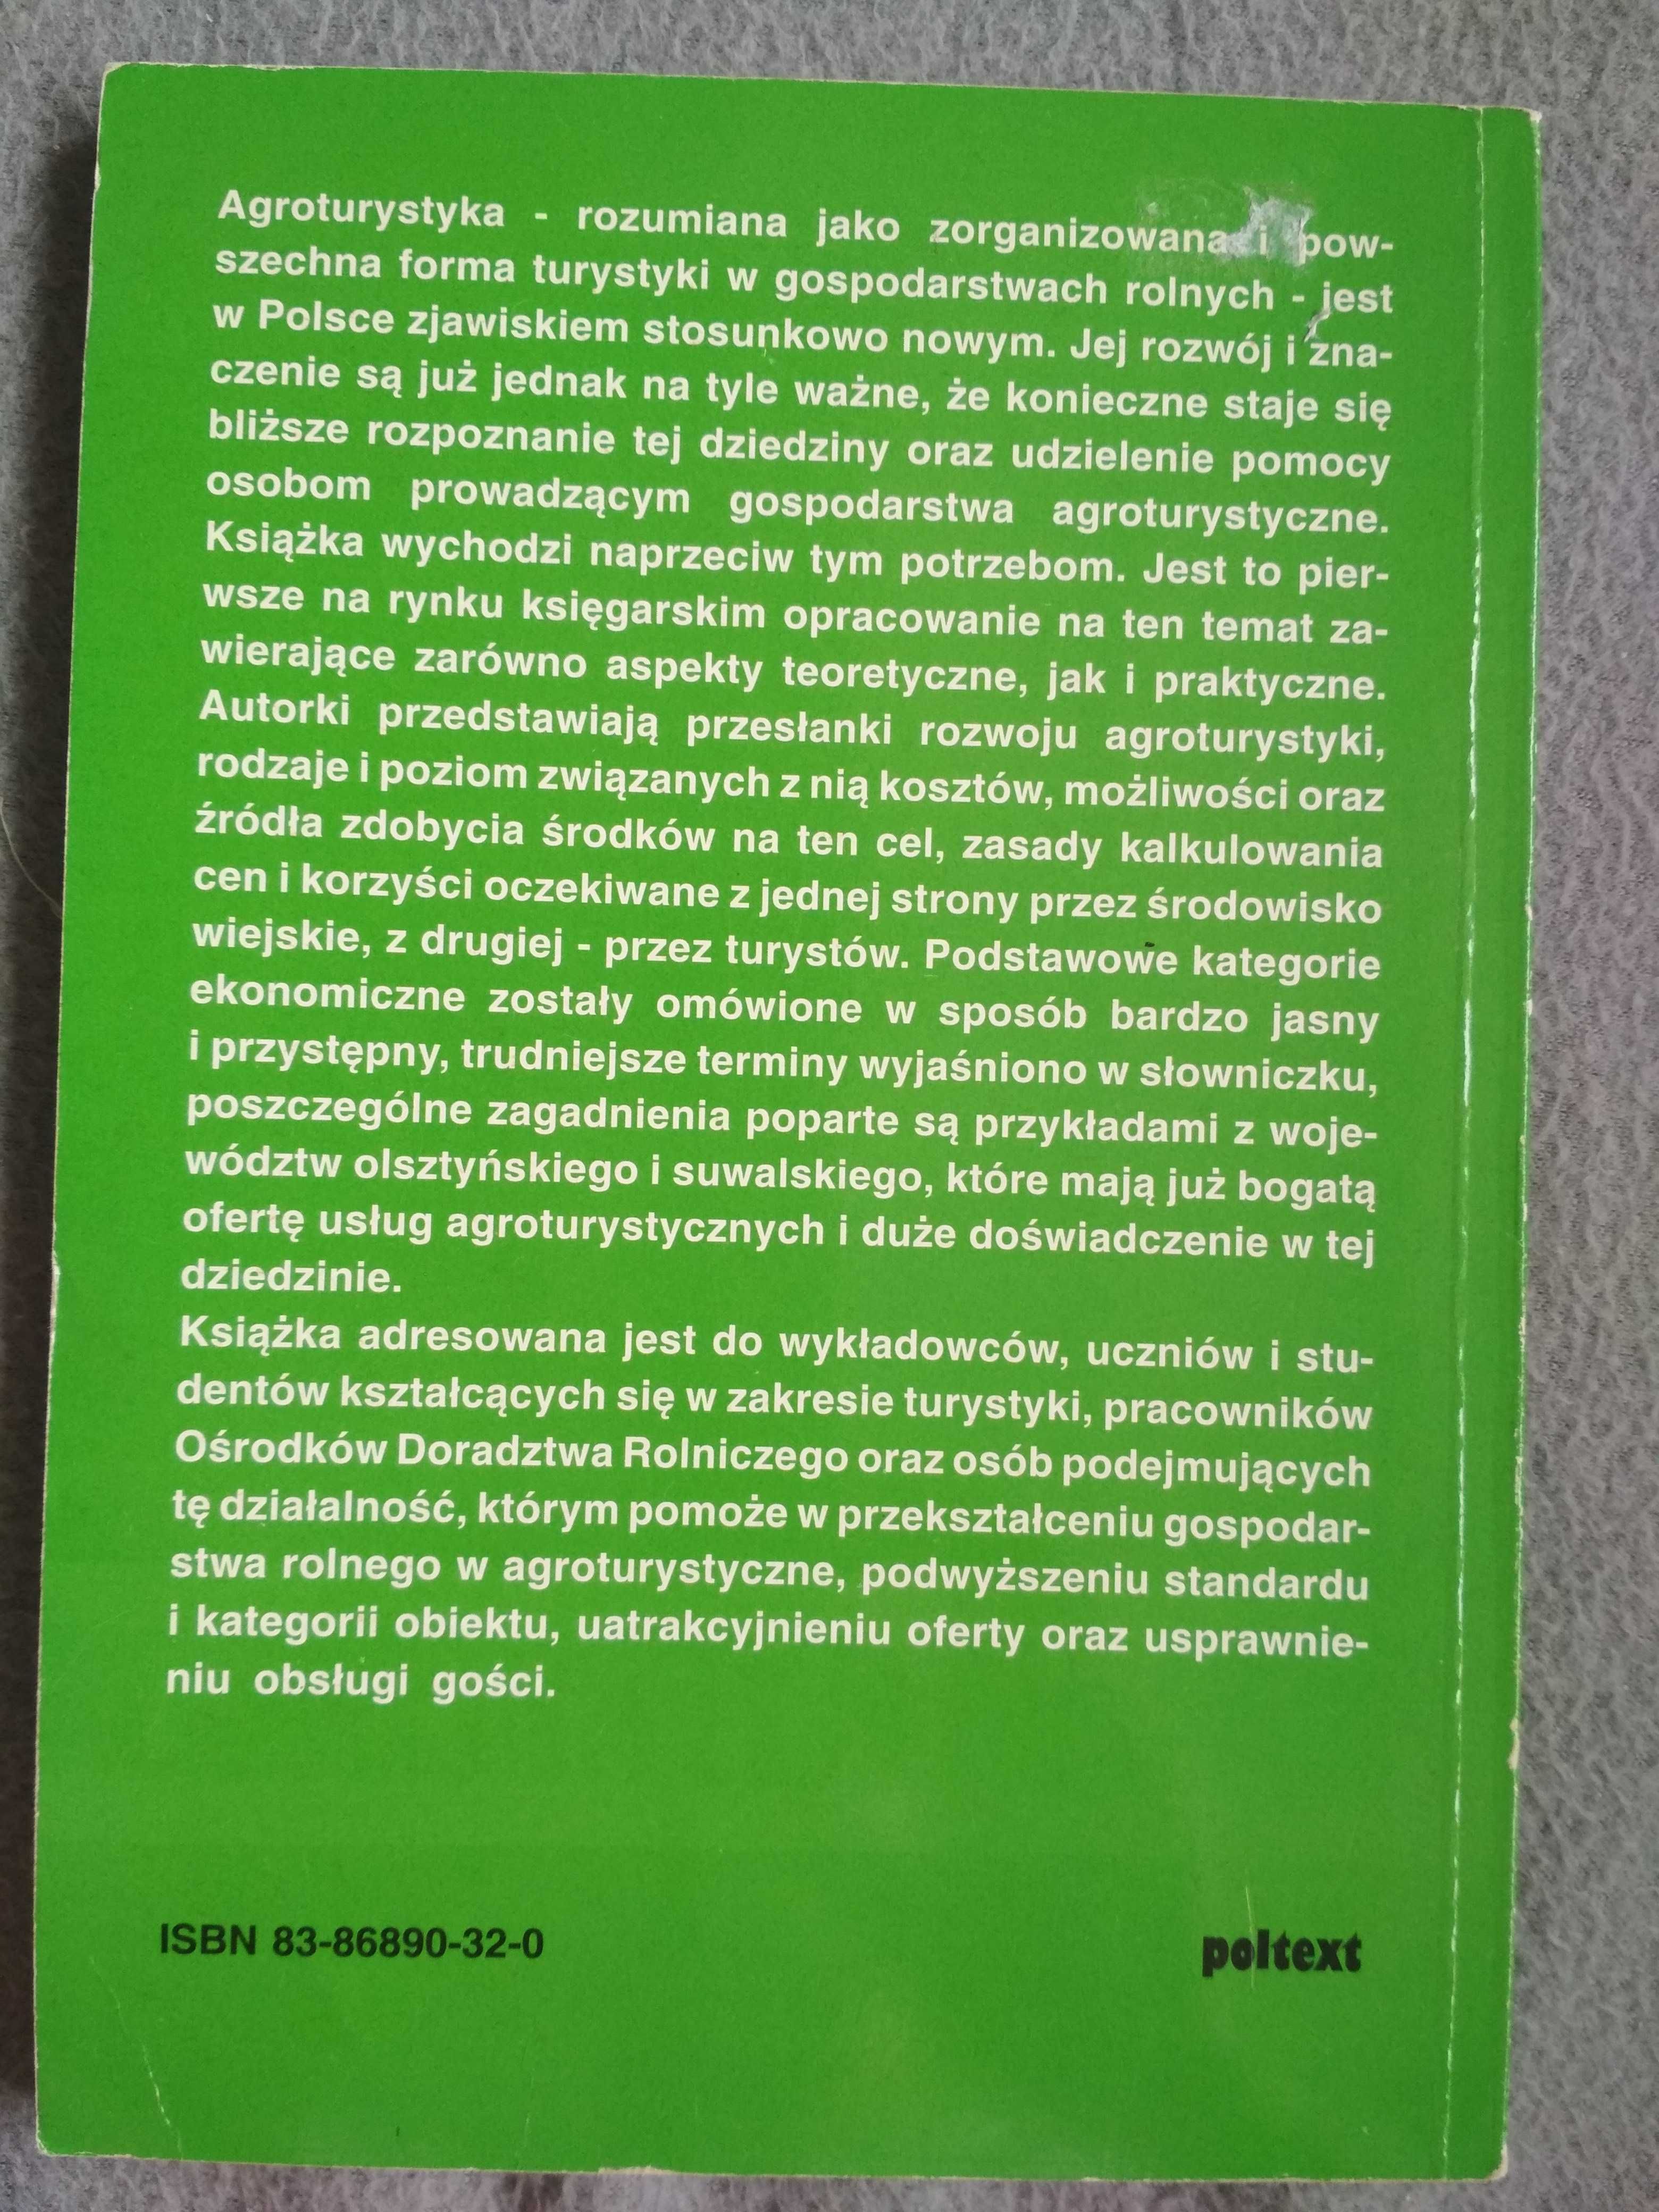 Agroturystyka - rozumiana jako zorganizowana i pow-
szechna forma turystyki w gospodarstwach rolnych - jest
w Polsce zjawiskiem stosunkowo nowym. Jej rozwój i zna-
czenie są już jednak na tyle ważne, że konieczne staje się
bliższe rozpoznanie tej dziedziny oraz udzielenie pomocy
osobom prowadzącym gospodarstwa agroturystyczne.
Książka wychodzi naprzeciw tym potrzebom. Jest to pier-
wsze na rynku księgarskim opracowanie na ten temat za-
wierające zarówno aspekty teoretyczne, jak i praktyczne.
Autorki przedstawiają przesłanki rozwoju agroturystyki,
rodzaje i poziom związanych z nią kosztów, możliwości oraz
źródła zdobycia środków na ten cel, zasady kalkulowania
cen i korzyści oczekiwane z jednej strony przez środowisko
wiejskie, z drugiej - przez turystów. Podstawowe kategorie
ekonomiczne zostały omówione w sposób bardzo jasny
i przystępny, trudniejsze terminy wyjaśniono w słowniczku,
poszczególne zagadnienia poparte są przykładami z woje-
wództw olsztyńskiego i suwalskiego, które mają już bogatą
ofertę usług agroturystycznych i duże doświadczenie w tej
dziedzinie.
Książka adresowana jest do wykładowców, uczniów i stu-
dentów kształcących się w zakresie turystyki, pracowników
Ośrodków Doradztwa Rolniczego oraz osób podejmujących
tę działalność, którym pomoże w przekształceniu gospodar-
stwa rolnego w agroturystyczne, podwyższeniu standardu
i kategorii obiektu, uatrakcyjnieniu oferty oraz usprawnie-
niu obsługi gości.
ISBN 83-86890-32-0
poltext